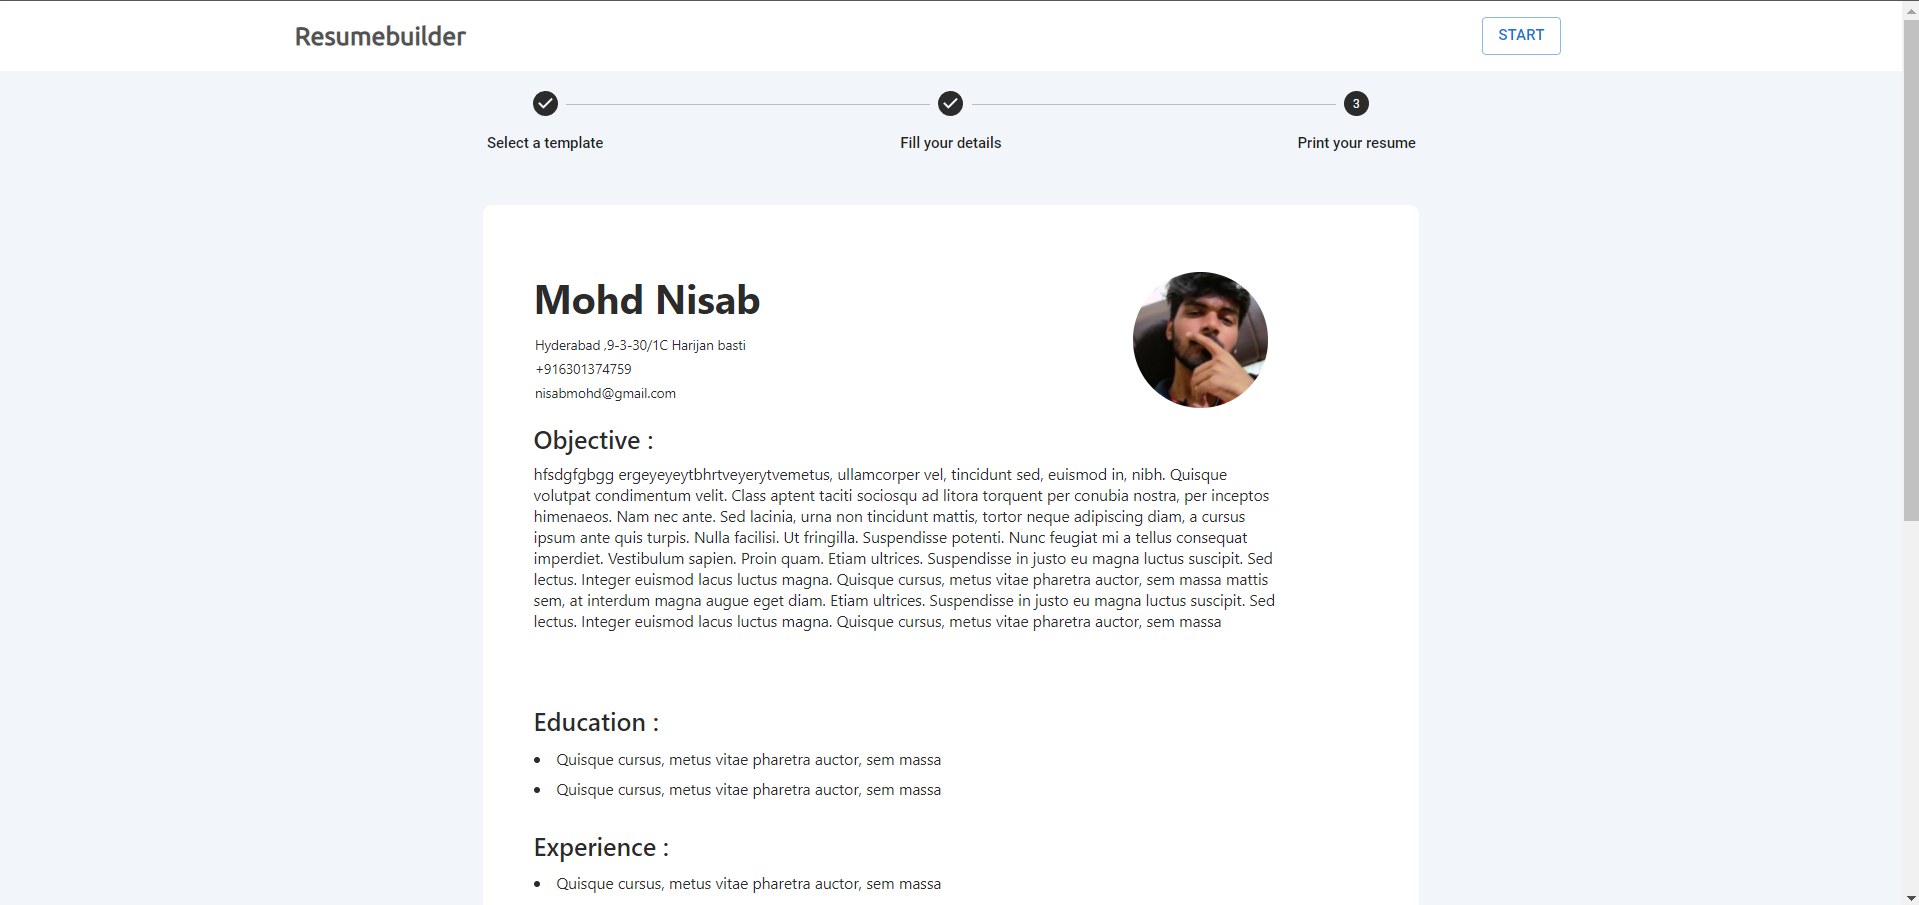 Resumebuilder
START
3
Select a template
Fill your details
Print your resume
Mohd Nisab
Hyderabad ,9-3-30/1C Harijan basti
+916301374759
nisabmohd@gmail.com
Objective :
hfsdgfgbgg ergeyeyeytbhrtveyerytvemetus, ullamcorper vel, tincidunt sed, euismod in, nibh. Quisque
volutpat condimentum velit. Class aptent taciti sociosqu ad litora torquent per conubia nostra, per inceptos
himenaeos. Nam nec ante. Sed lacinia, urna non tincidunt mattis, tortor neque adipiscing diam, a cursus
ipsum ante quis turpis. Nulla facilisi. Ut fringilla. Suspendisse potenti. Nunc feugiat mi a tellus consequat
imperdiet. Vestibulum sapien. Proin quam. Etiam ultrices. Suspendisse in justo eu magna luctus suscipit. Sed
lectus. Integer euismod lacus luctus magna. Quisque cursus, metus vitae pharetra auctor, sem massa mattis
sem, at interdum magna augue eget diam. Etiam ultrices. Suspendisse in justo eu magna luctus suscipit. Sed
lectus. Integer euismod lacus luctus magna. Quisque cursus, metus vitae pharetra auctor, sem massa
Education :
• Quisque cursus, metus vitae pharetra auctor, sem massa
• Quisque cursus, metus vitae pharetra auctor, sem massa
Experience :
• Quisque cursus, metus vitae pharetra auctor, sem massa